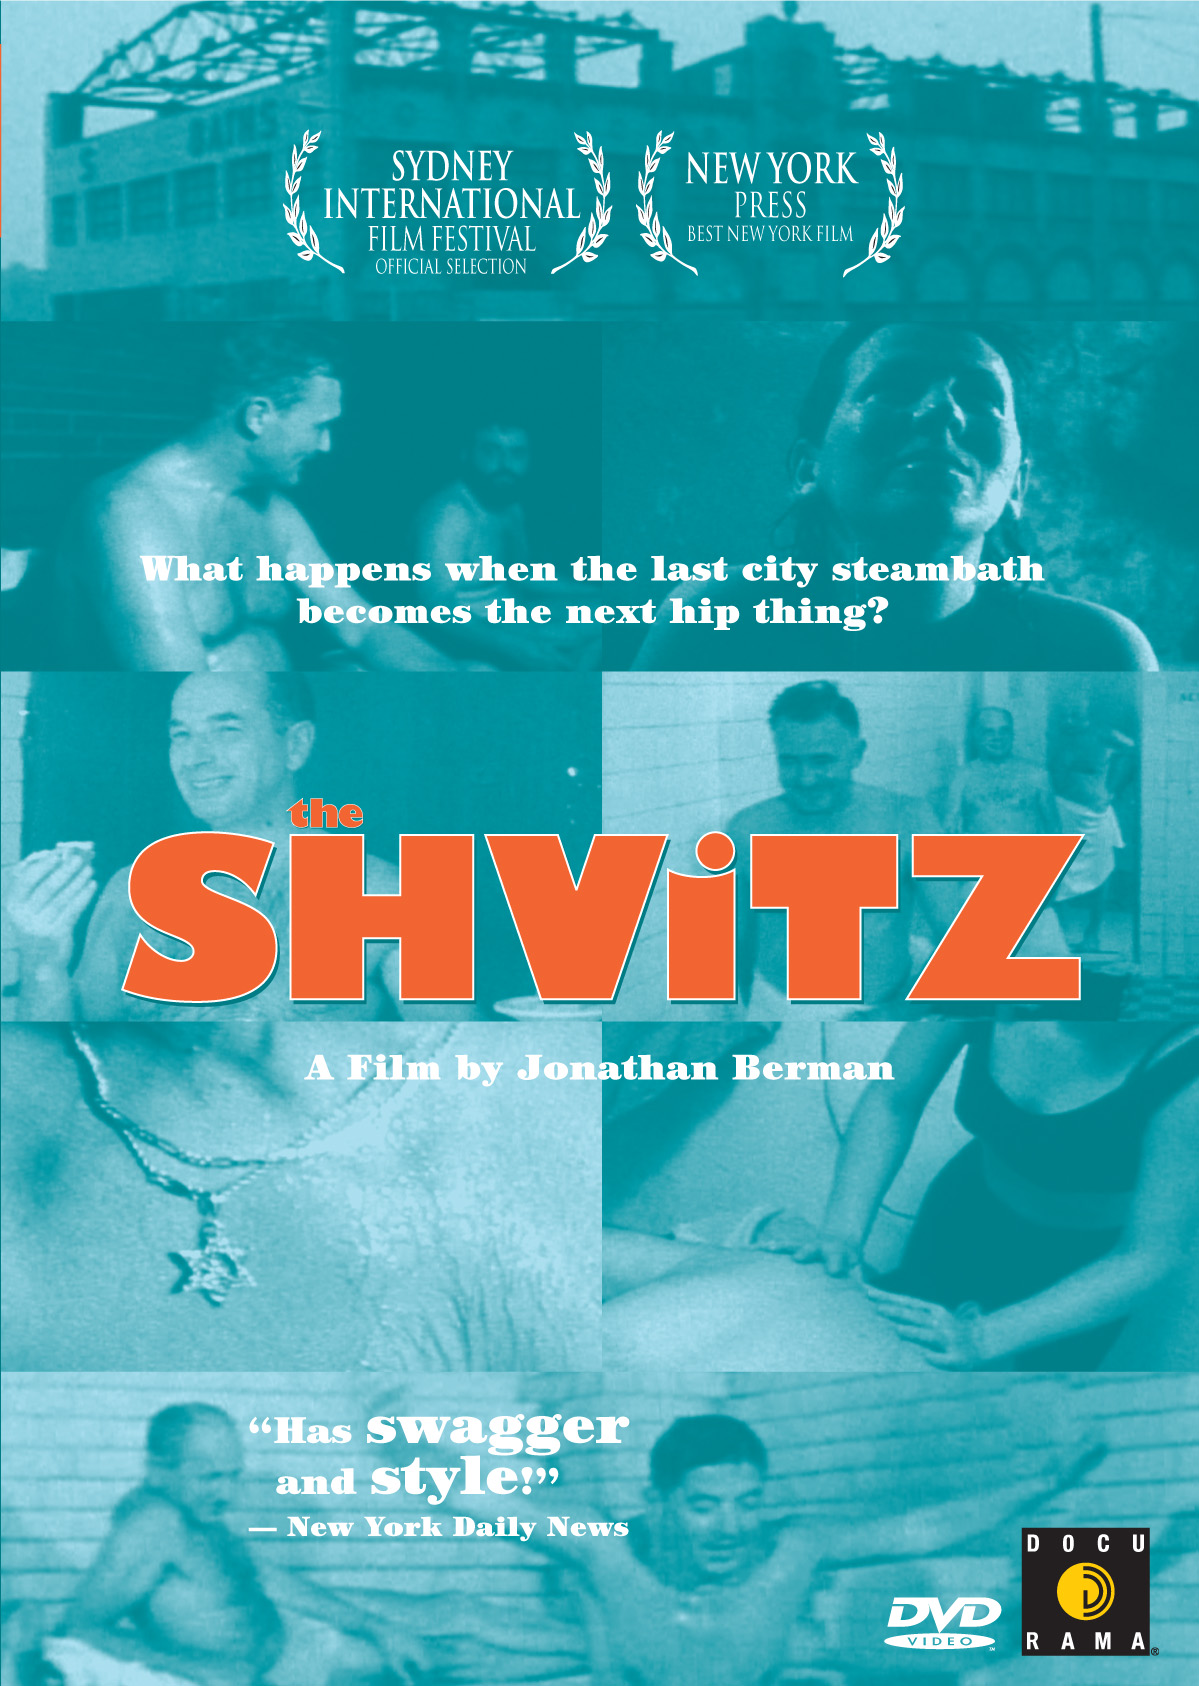 SYDNEY
INTERNATIONAL
FILM FESTIVAL
OFFICIAL SELECTION
NEW YORK
PRESS
BEST NEW YORK FILM
What happens when the last city steambath
becomes the next hip thing?
the
SHViTZ
A Film by Jonathan Berman
“Has swagger
and style!”
— New York Daily News
DVD
VIDEO
DOCU
RAMA®